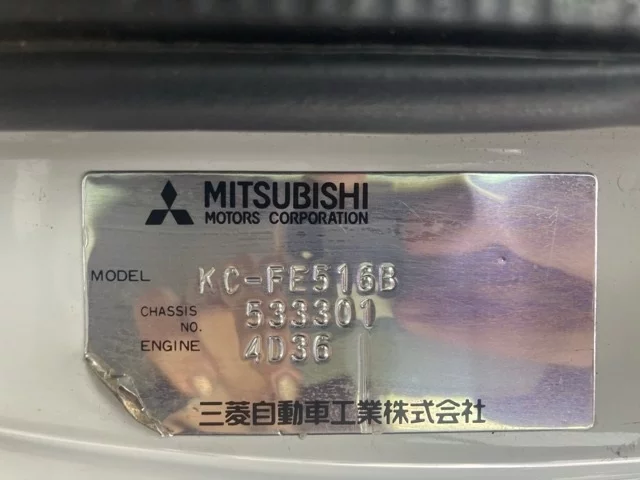 MITSUBISHI
MOTORS CORPORATION
MODEL KC-FE516B
CHASSIS NO. 533301
ENGINE 4D36
三菱自動車工業株式会社